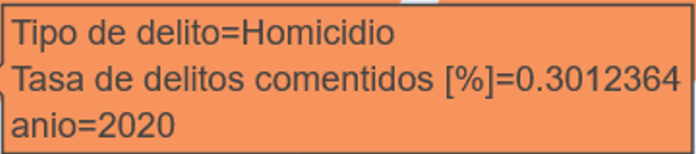 Tipo de delito=Homicidio
Tasa de delitos comentidos [%]=0.3012364
anio=2020